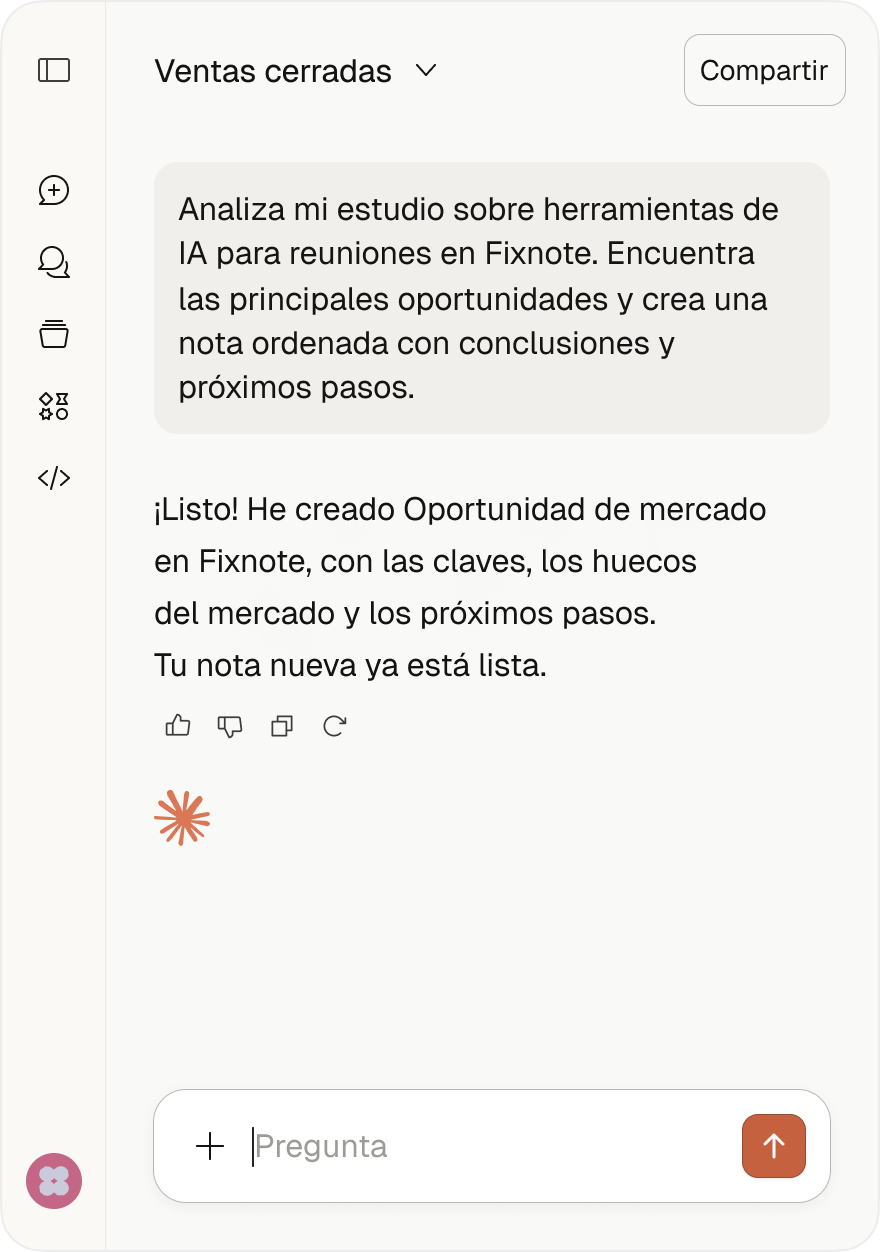 Ventas cerradas
Compartir
Analiza mi estudio sobre herramientas de
IA para reuniones en Fixnote. Encuentra
las principales oportunidades y crea una
nota ordenada con conclusiones y
próximos pasos.
¡Listo! He creado Oportunidad de mercado
en Fixnote, con las claves, los huecos
del mercado y los próximos pasos.
Tu nota nueva ya está lista.
Pregunta